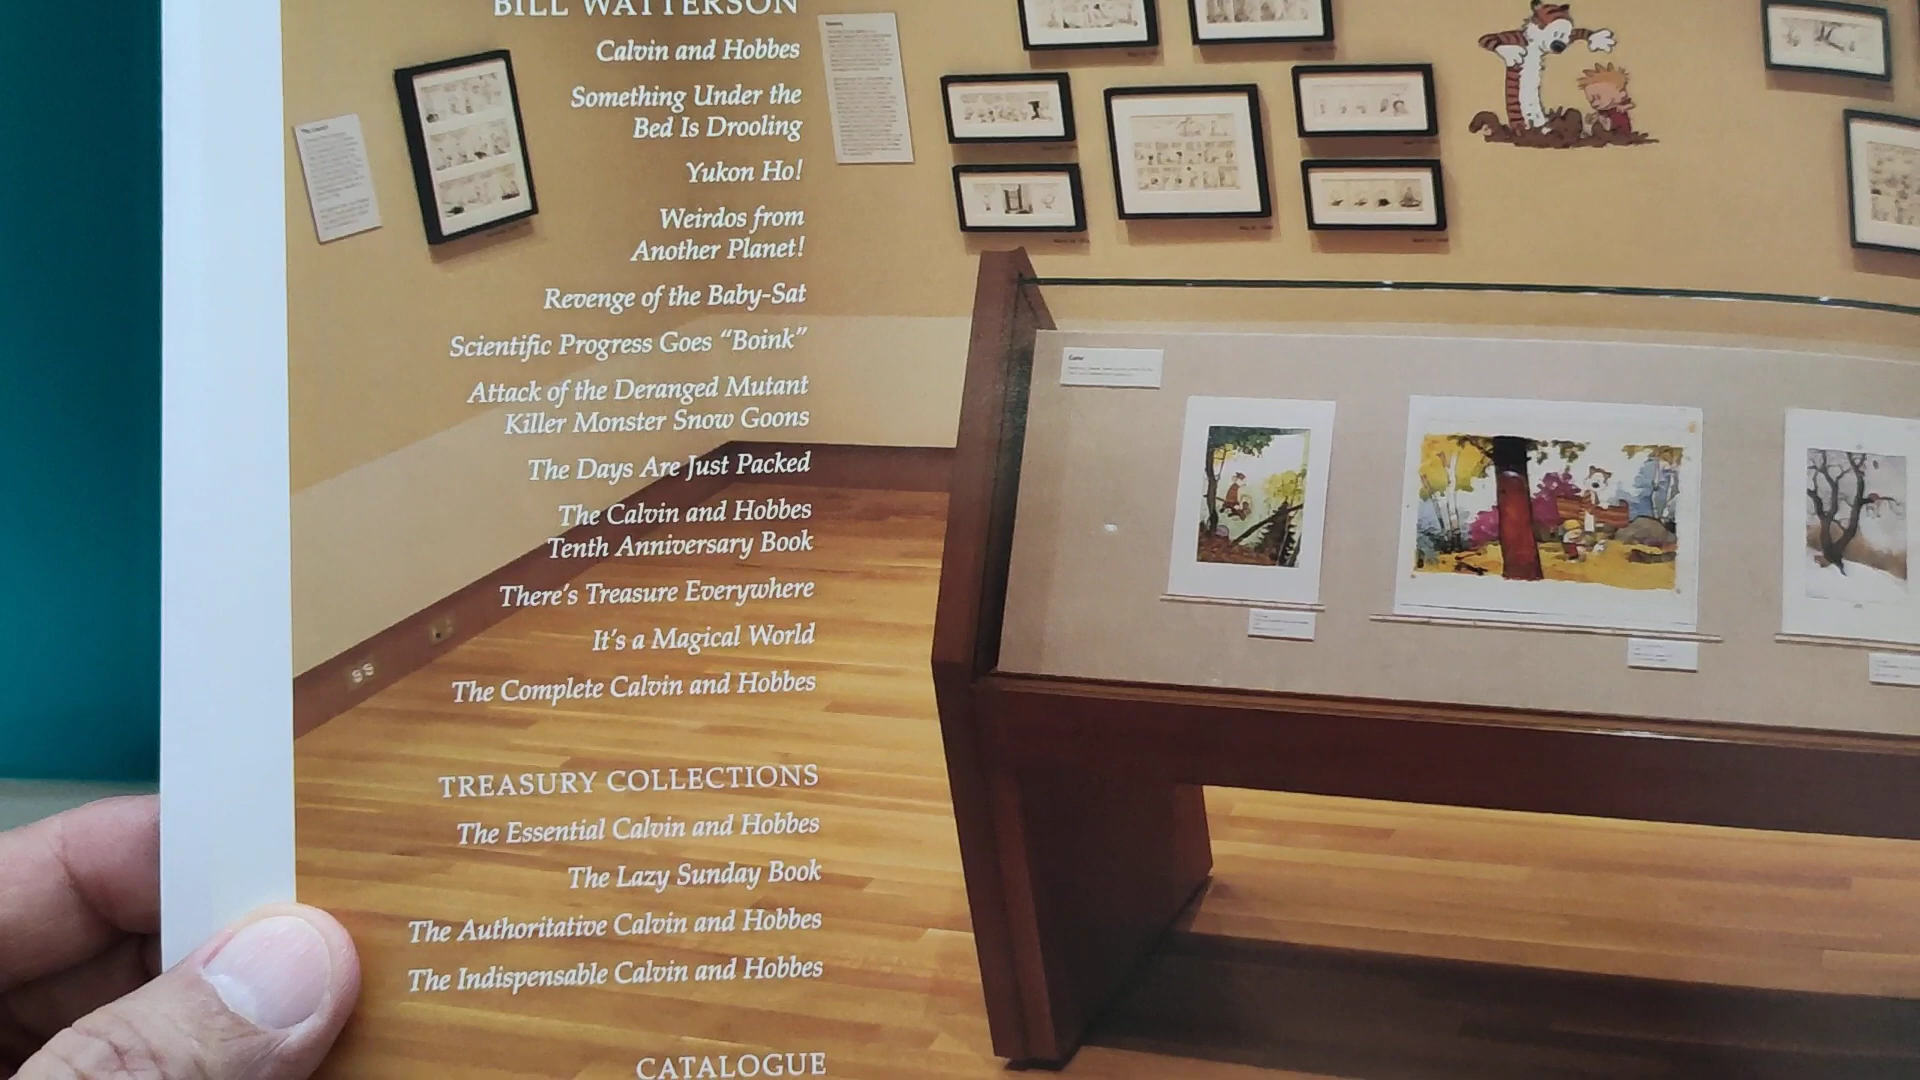 BILL WATTERSON
Calvin and Hobbes
Something Under the
Bed Is Drooling
Yukon Ho!
Weirdos from
Another Planet!
Revenge of the Baby-Sat
Scientific Progress Goes “Boink”
Attack of the Deranged Mutant
Killer Monster Snow Goons
The Days Are Just Packed
The Calvin and Hobbes
Tenth Anniversary Book
There’s Treasure Everywhere
It’s a Magical World
The Complete Calvin and Hobbes
TREASURY COLLECTIONS
The Essential Calvin and Hobbes
The Lazy Sunday Book
The Authoritative Calvin and Hobbes
The Indispensable Calvin and Hobbes
CATALOGUE